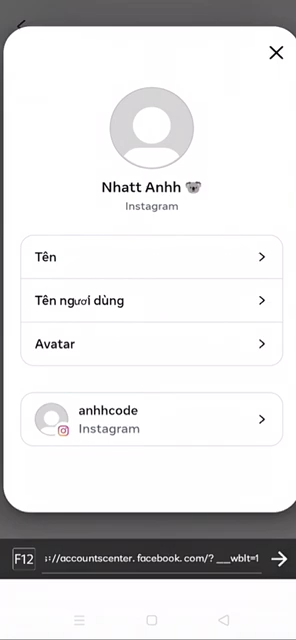 Nhatt Anhh 🐨
Instagram
Tên
Tên người dùng
Avatar
anhhcode
Instagram
F12 ://accountscenter.facebook.com/?__wblt=1